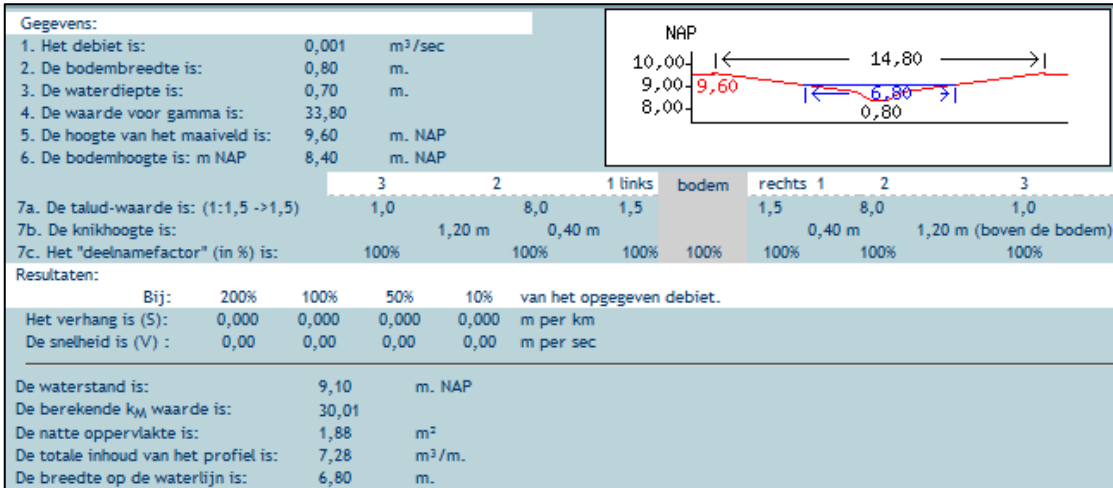 Gegevens:
1. Het debiet is: 0,001 m³/sec
2. De bodembreedte is: 0,80 m.
3. De waterdiepte is: 0,70 m.
4. De waarde voor gamma is: 33,80
5. De hoogte van het maaiveld is: 9,60 m. NAP
6. De bodemhoogte is: m NAP 8,40 m. NAP
NAP
10,00 14,80
9,00 9,60 6,80
8,00 0,80
3 2 1 links bodem rechts 1 2 3
7a. De talud-waarde is: (1:1,5 ->1,5) 1,0 8,0 1,5 1,5 8,0 1,0
7b. De knikhoogte is: 1,20 m 0,40 m 0,40 m 1,20 m (boven de bodem)
7c. Het "deelnamefactor" (in %) is: 100% 100% 100% 100% 100% 100% 100%
Resultaten:
Bij: 200% 100% 50% 10% van het opgegeven debiet.
Het verhang is (S): 0,000 0,000 0,000 0,000 m per km
De snelheid is (V) : 0,00 0,00 0,00 0,00 m per sec
De waterstand is: 9,10 m. NAP
De berekende kM waarde is: 30,01
De natte oppervlakte is: 1,88 m²
De totale inhoud van het profiel is: 7,28 m³/m.
De breedte op de waterlijn is: 6,80 m.